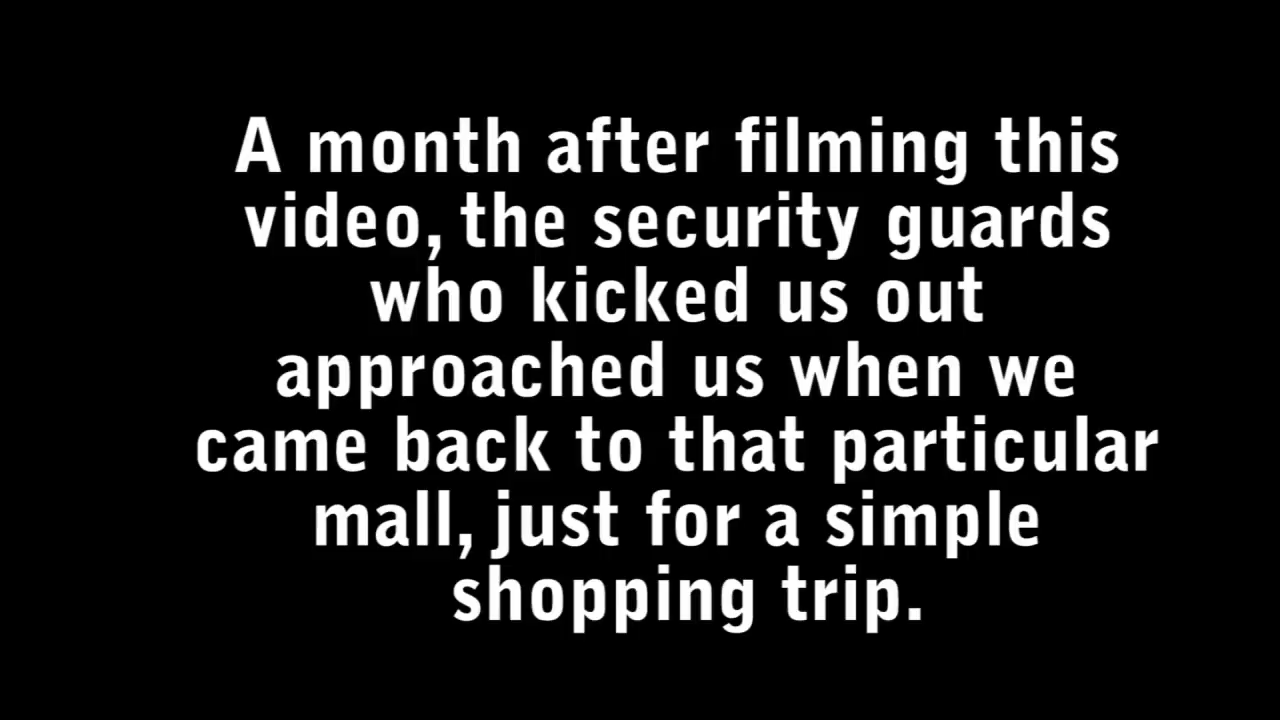 A month after filming this
video, the security guards
who kicked us out
approached us when we
came back to that particular
mall, just for a simple
shopping trip.